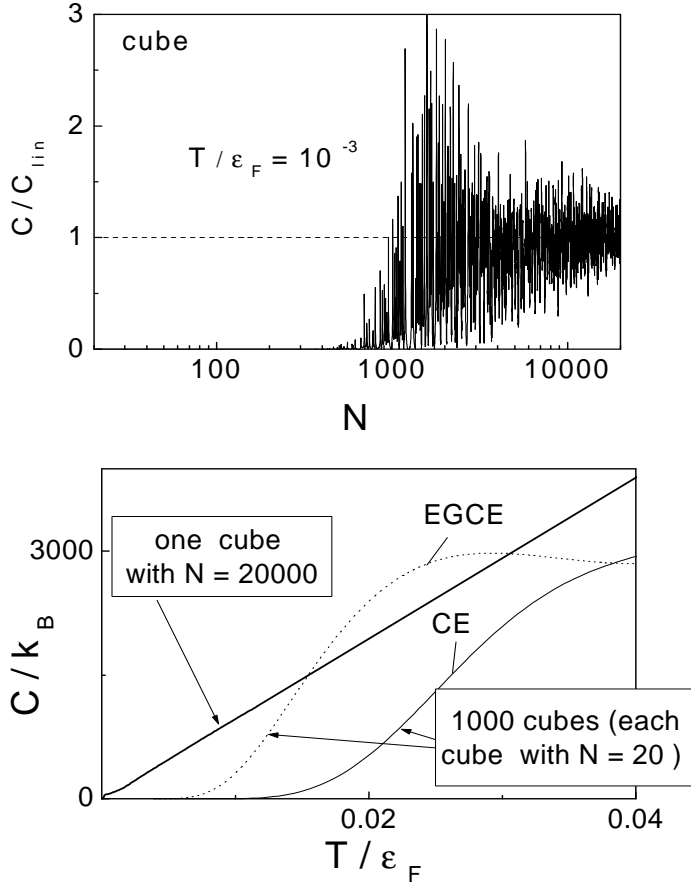 3
cube
2
T / ε F = 10 -3
C / C lin
1
0
100
1000
10000
N
EGCE
3000
one cube
with N = 20000
CE
C / k B
1000 cubes (each
cube with N = 20 )
0
0.02
0.04
T / ε F